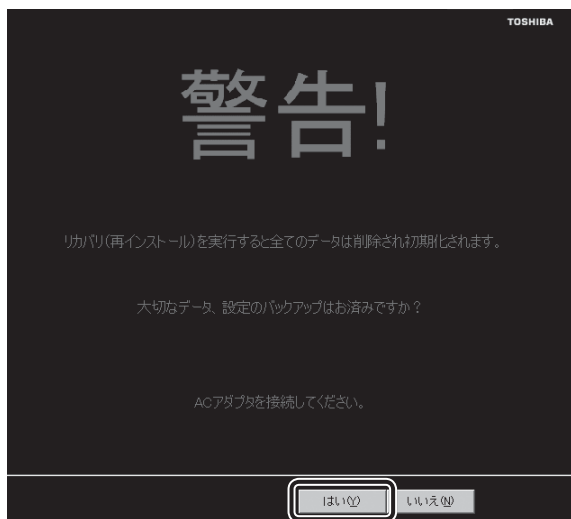 TOSHIBA
警告!
リカバリ(再インストール)を実行すると全てのデータは削除され初期化されます。
大切なデータ、設定のバックアップはお済みですか?
ACアダプタを接続してください。
はい(Y) いいえ(N)